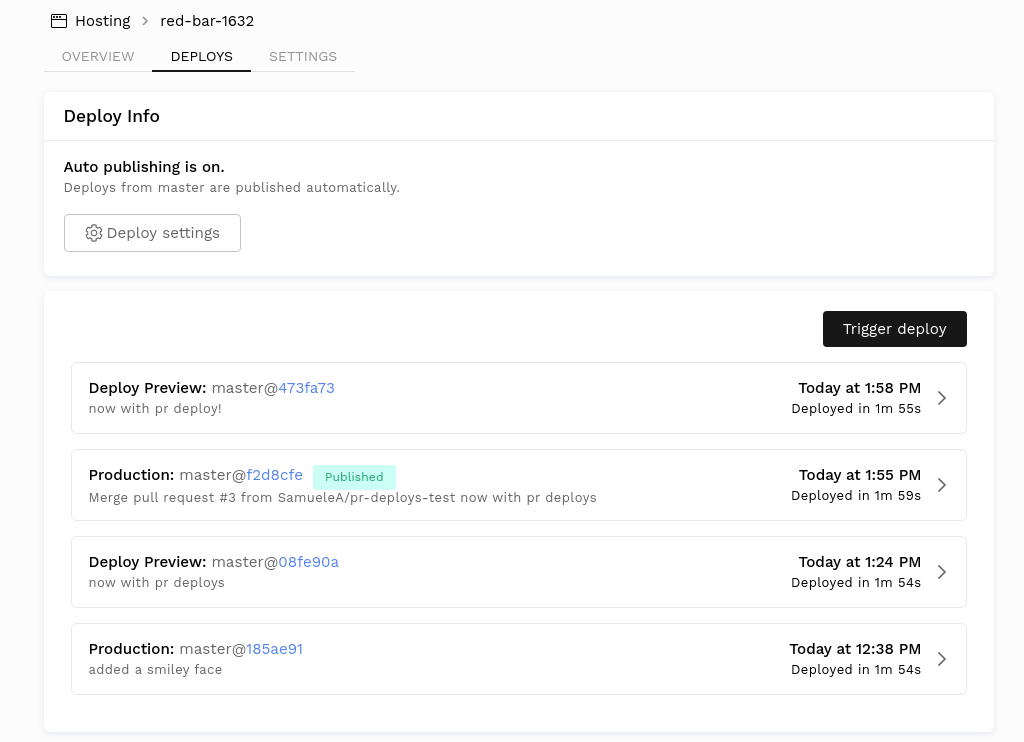 Hosting > red-bar-1632
OVERVIEW DEPLOYS SETTINGS
Deploy Info
Auto publishing is on.
Deploys from master are published automatically.
Deploy settings
Trigger deploy
Deploy Preview: master@473fa73
now with pr deploy!
Today at 1:58 PM
Deployed in 1m 55s
Production: master@f2d8cfe Published
Merge pull request #3 from SamueleA/pr-deploys-test now with pr deploys
Today at 1:55 PM
Deployed in 1m 59s
Deploy Preview: master@08fe90a
now with pr deploys
Today at 1:24 PM
Deployed in 1m 54s
Production: master@185ae91
added a smiley face
Today at 12:38 PM
Deployed in 1m 54s